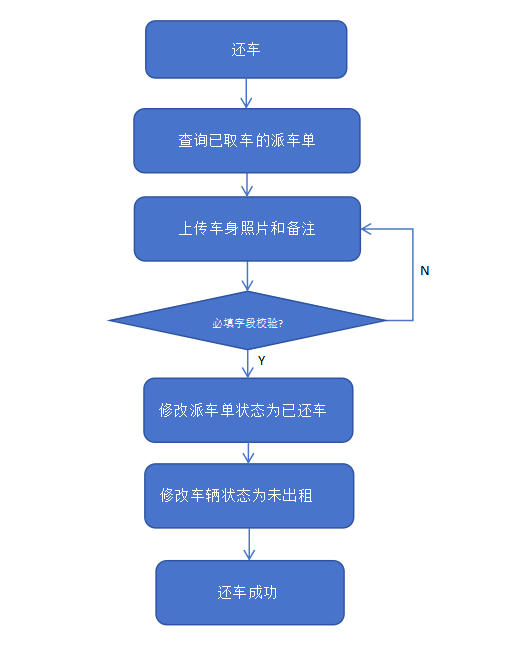 还车
查询已取车的派车单
上传车身照片和备注
N
必填字段校验?
Y
修改派车单状态为已还车
修改车辆状态为未出租
还车成功